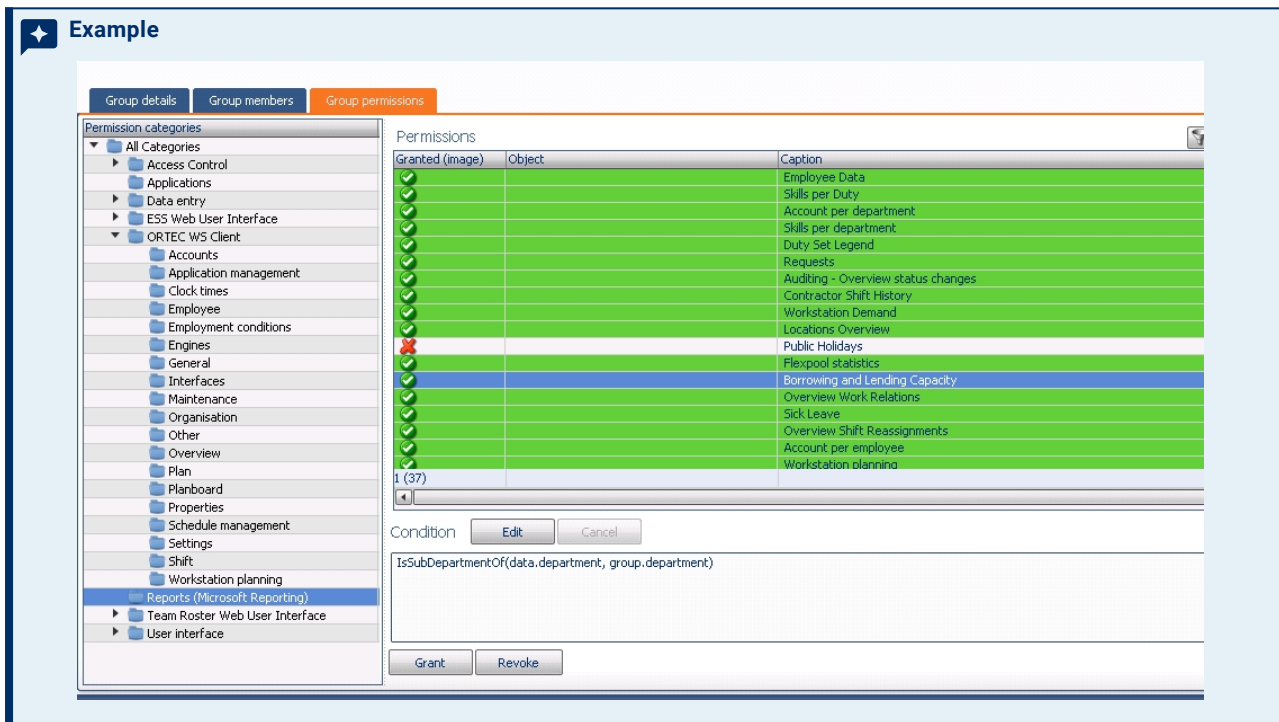 Example
Group details Group members Group permissions
Permission categories
All Categories
Access Control
Applications
Data entry
ESS Web User Interface
ORTEC WS Client
Accounts
Application management
Clock times
Employee
Employment conditions
Engines
General
Interfaces
Maintenance
Organisation
Other
Overview
Plan
Planboard
Properties
Schedule management
Settings
Shift
Workstation planning
Reports (Microsoft Reporting)
Team Roster Web User Interface
User interface
Permissions
Granted (image) Object Caption
Employee Data
Skills per Duty
Account per department
Skills per department
Duty Set Legend
Requests
Auditing - Overview status changes
Contractor Shift History
Workstation Demand
Locations Overview
Public Holidays
Flexpool statistics
Borrowing and Lending Capacity
Overview Work Relations
Sick Leave
Overview Shift Reassignments
Account per employee
Workstation planning
1 (37)
Condition Edit Cancel
IsSubDepartmentOf(data.department, group.department)
Grant Revoke